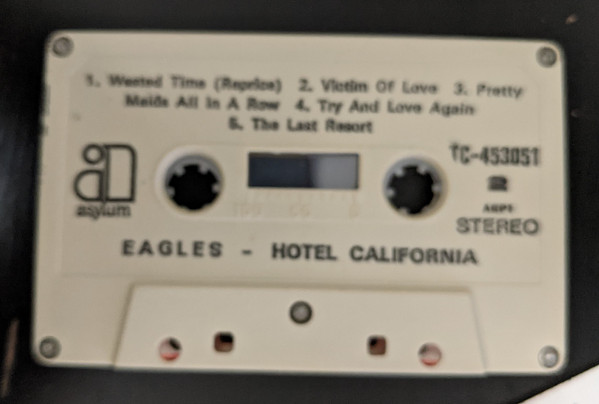 1. Wasted Time (Reprise) 2. Victim Of Love 3. Pretty
Maids All In A Row 4. Try And Love Again
5. The Last Resort
asylum
TC-453051
2
STEREO
EAGLES - HOTEL CALIFORNIA